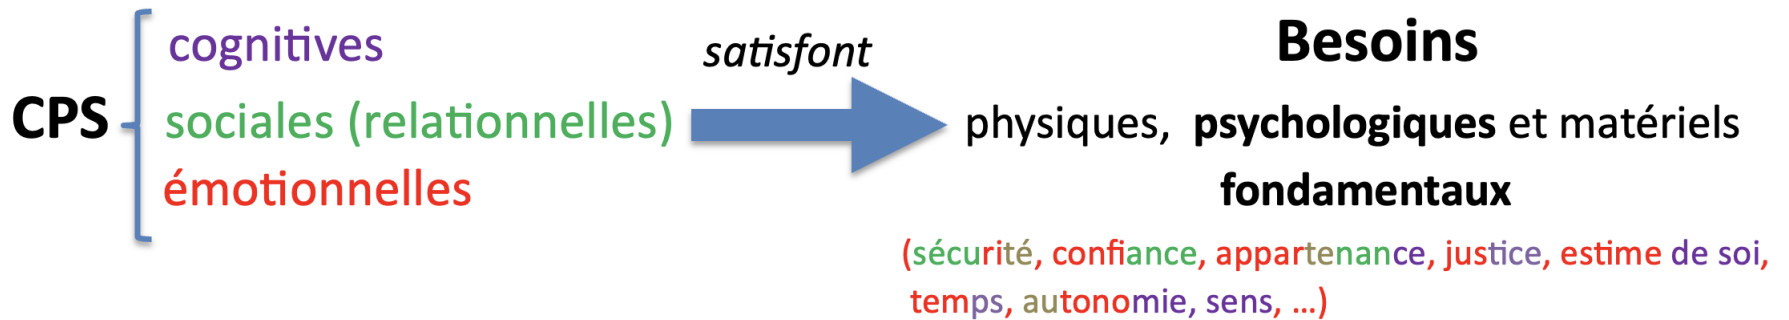 CPS
cognitives
sociales (relationnelles)
émotionnelles
satisfont
Besoins
physiques, psychologiques et matériels
fondamentaux
(sécurité, confiance, appartenance, justice, estime de soi,
temps, autonomie, sens, ...)